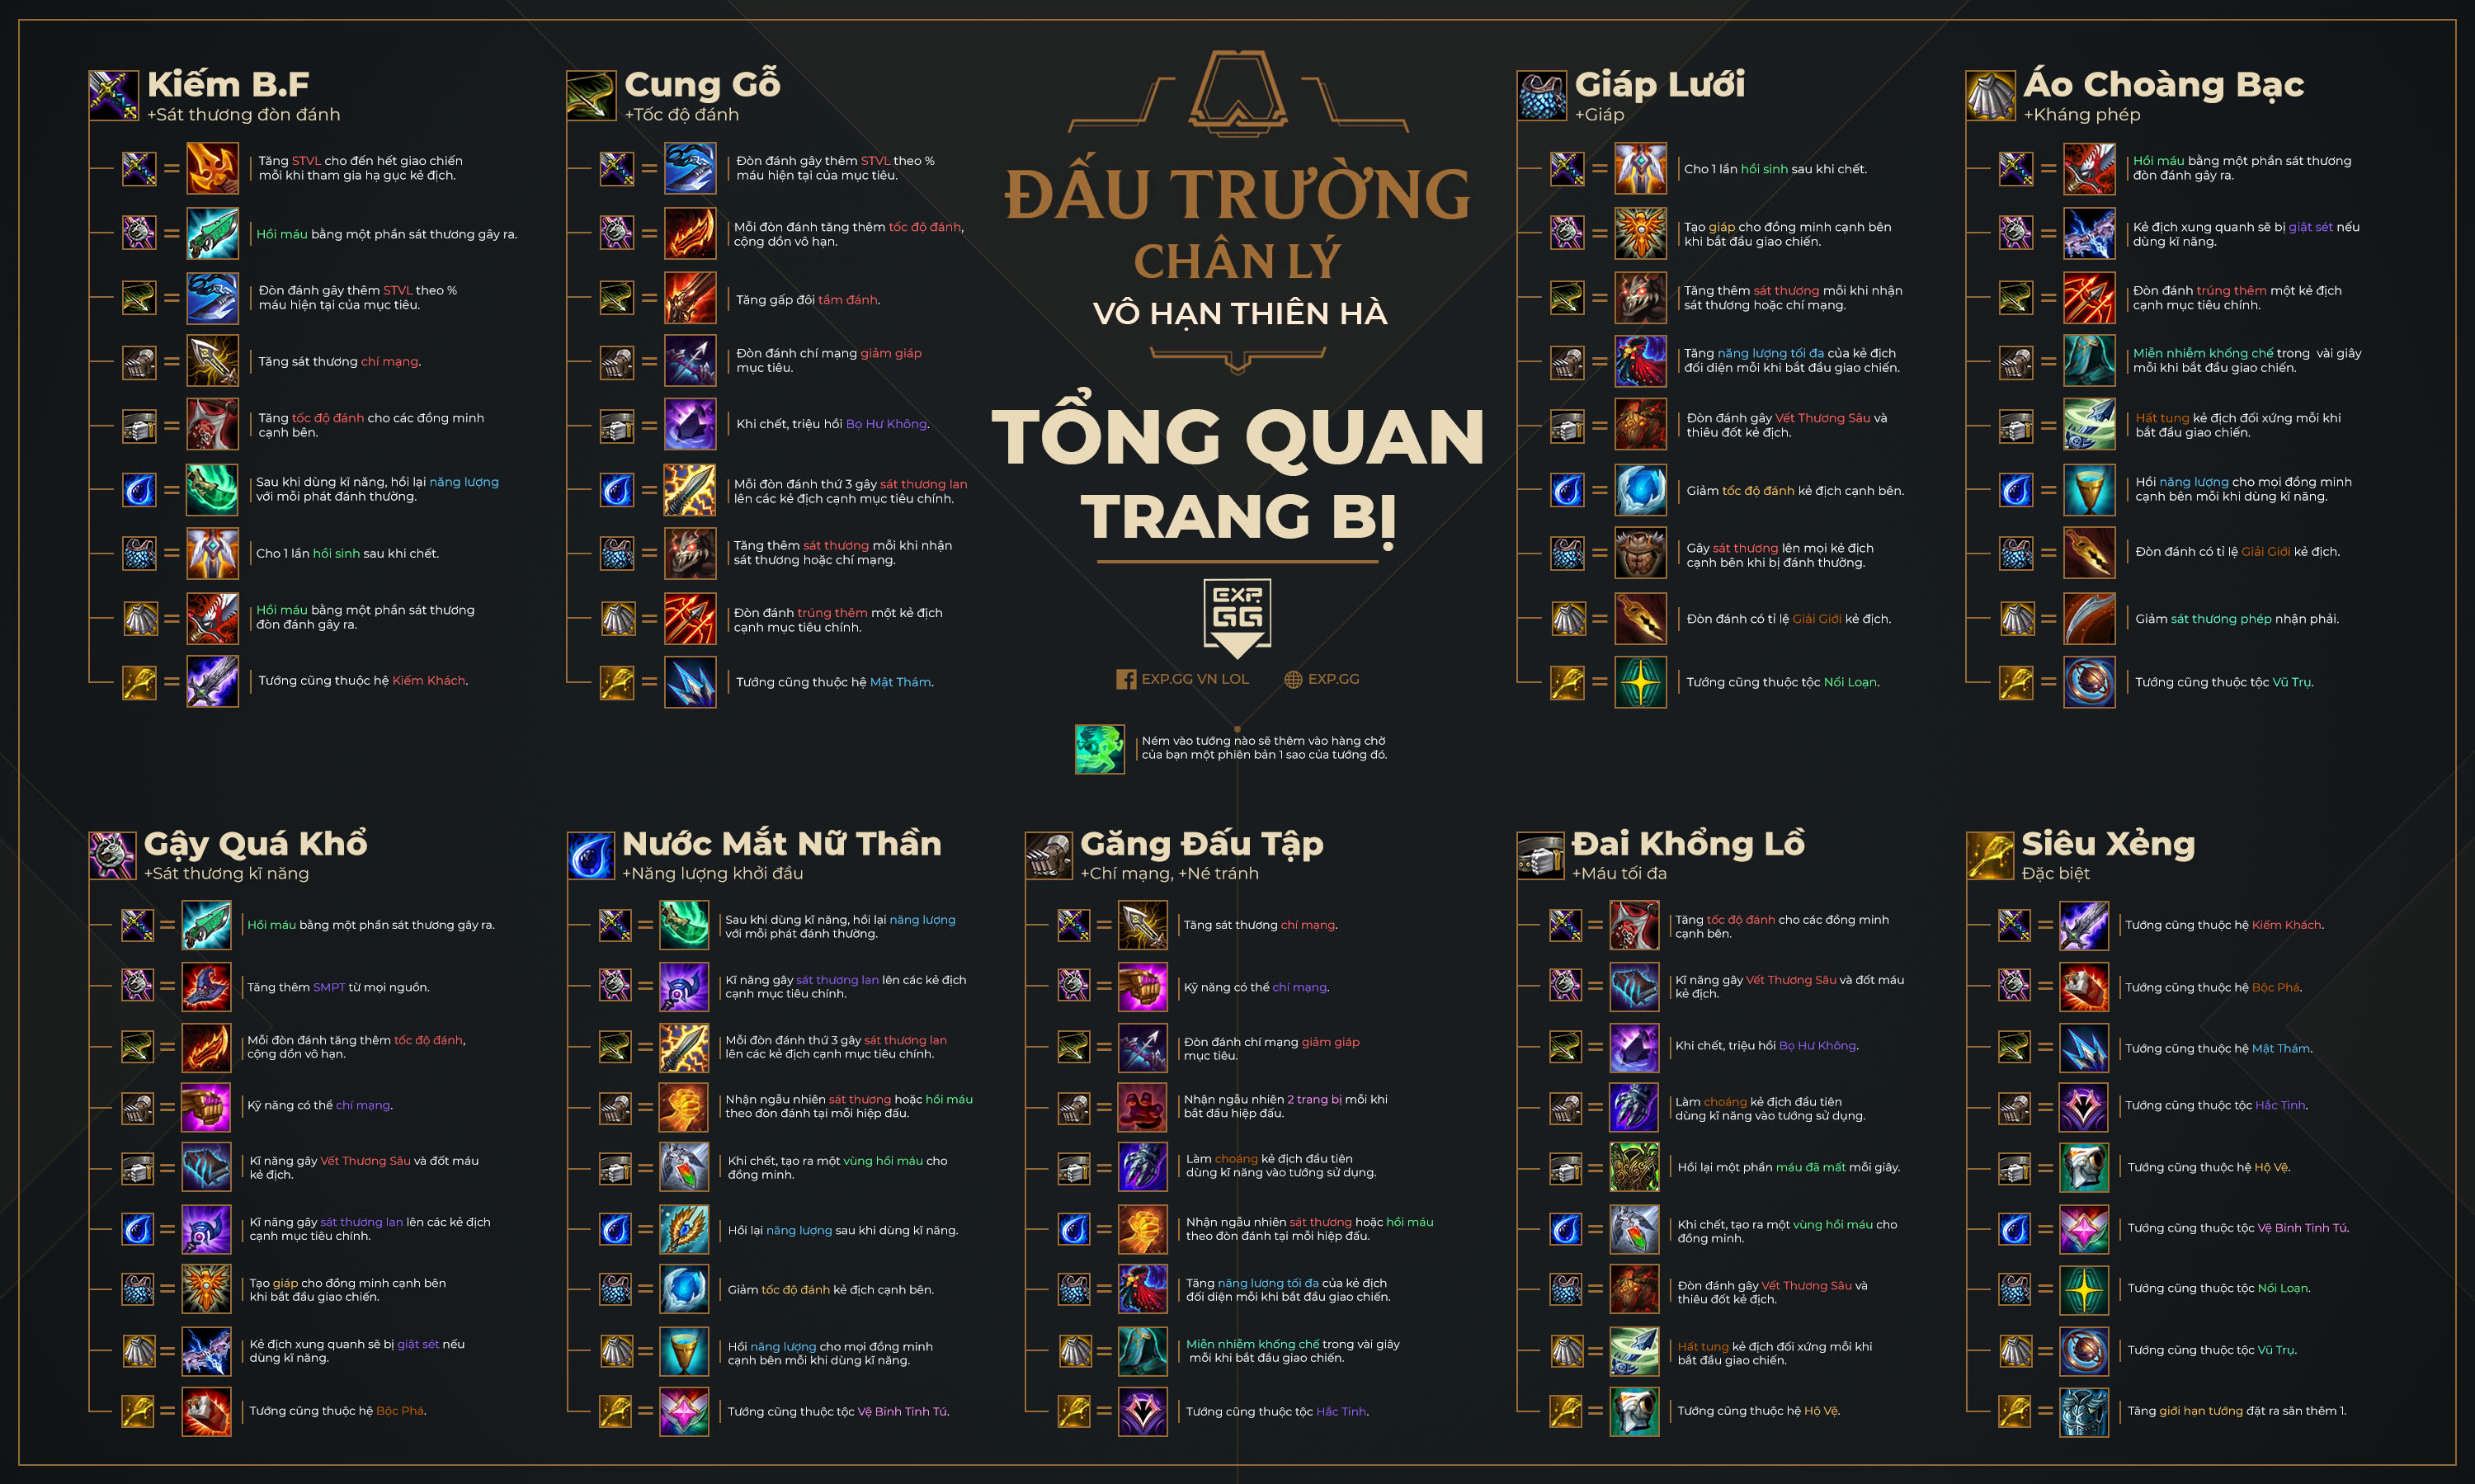 Kiếm B.F
+Sát thương đòn đánh
Tăng STVL cho đến hết giao chiến
mỗi khi tham gia hạ gục kẻ địch.
Hồi máu bằng một phần sát thương gây ra.
Đòn đánh gây thêm STVL theo %
máu hiện tại của mục tiêu.
Tăng sát thương chí mạng.
Tăng tốc độ đánh cho các đồng minh
cạnh bên.
Sau khi dùng kĩ năng, hồi lại năng lượng
với mỗi phát đánh thường.
Cho 1 lần hồi sinh sau khi chết.
Hồi máu bằng một phần sát thương
đòn đánh gây ra.
Tướng cũng thuộc hệ Kiếm Khách.
Cung Gỗ
+Tốc độ đánh
Đòn đánh gây thêm STVL theo %
máu hiện tại của mục tiêu.
Mỗi đòn đánh tăng thêm tốc độ đánh,
cộng dồn vô hạn.
Tăng gấp đôi tầm đánh.
Đòn đánh chí mạng giảm giáp
mục tiêu.
Khi chết, triệu hồi Bọ Hư Không.
Mỗi đòn đánh thứ 3 gây sát thương lan
lên các kẻ địch cạnh mục tiêu chính.
Tăng thêm sát thương mỗi khi nhận
sát thương hoặc chí mạng.
Đòn đánh trúng thêm một kẻ địch
cạnh mục tiêu chính.
Tướng cũng thuộc hệ Mật Thám.
ĐẤU TRƯỜNG
CHÂN LÝ
VÔ HẠN THIÊN HÀ
TỔNG QUAN
TRANG BỊ
EXP.
GG
EXP.GG VN LOL
EXP.GG
Ném vào tướng nào sẽ thêm vào hàng chờ
của bạn một phiên bản 1 sao của tướng đó.
Giáp Lưới
+Giáp
Cho 1 lần hồi sinh sau khi chết.
Tạo giáp cho đồng minh cạnh bên
khi bắt đầu giao chiến.
Tăng thêm sát thương mỗi khi nhận
sát thương hoặc chí mạng.
Tăng năng lượng tối đa của kẻ địch
đối diện mỗi khi bắt đầu giao chiến.
Đòn đánh gây Vết Thương Sâu và
thiêu đốt kẻ địch.
Giảm tốc độ đánh kẻ địch cạnh bên.
Gây sát thương lên mọi kẻ địch
cạnh bên khi bị đánh thường.
Đòn đánh có tỉ lệ Giải Giới kẻ địch.
Tướng cũng thuộc tộc Nổi Loạn.
Áo Choàng Bạc
+Kháng phép
Hồi máu bằng một phần sát thương
đòn đánh gây ra.
Kẻ địch xung quanh sẽ bị giật sét nếu
dùng kĩ năng.
Đòn đánh trúng thêm một kẻ địch
cạnh mục tiêu chính.
Miễn nhiễm khống chế trong vài giây
mỗi khi bắt đầu giao chiến.
Hất tung kẻ địch đối xứng mỗi khi
bắt đầu giao chiến.
Hồi năng lượng cho mọi đồng minh
cạnh bên mỗi khi dùng kĩ năng.
Đòn đánh có tỉ lệ Giải Giới kẻ địch.
Giảm sát thương phép nhận phải.
Tướng cũng thuộc tộc Vũ Trụ.
Gậy Quá Khổ
+Sát thương kĩ năng
Hồi máu bằng một phần sát thương gây ra.
Tăng thêm SMPT từ mọi nguồn.
Mỗi đòn đánh tăng thêm tốc độ đánh,
cộng dồn vô hạn.
Kỹ năng có thể chí mạng.
Kĩ năng gây Vết Thương Sâu và đốt máu
kẻ địch.
Kĩ năng gây sát thương lan lên các kẻ địch
cạnh mục tiêu chính.
Tạo giáp cho đồng minh cạnh bên
khi bắt đầu giao chiến.
Kẻ địch xung quanh sẽ bị giật sét nếu
dùng kĩ năng.
Tướng cũng thuộc hệ Bộc Phá.
Nước Mắt Nữ Thần
+Năng lượng khởi đầu
Sau khi dùng kĩ năng, hồi lại năng lượng
với mỗi phát đánh thường.
Kĩ năng gây sát thương lan lên các kẻ địch
cạnh mục tiêu chính.
Mỗi đòn đánh thứ 3 gây sát thương lan
lên các kẻ địch cạnh mục tiêu chính.
Nhận ngẫu nhiên sát thương hoặc hồi máu
theo đòn đánh tại mỗi hiệp đấu.
Khi chết, tạo ra một vùng hồi máu cho
đồng minh.
Hồi lại năng lượng sau khi dùng kĩ năng.
Giảm tốc độ đánh kẻ địch cạnh bên.
Hồi năng lượng cho mọi đồng minh
cạnh bên mỗi khi dùng kĩ năng.
Tướng cũng thuộc tộc Vệ Binh Tinh Tú.
Găng Đấu Tập
+Chí mạng, +Né tránh
Tăng sát thương chí mạng.
Kỹ năng có thể chí mạng.
Đòn đánh chí mạng giảm giáp
mục tiêu.
Nhận ngẫu nhiên 2 trang bị mỗi khi
bắt đầu hiệp đấu.
Làm choáng kẻ địch đầu tiên
dùng kĩ năng vào tướng sử dụng.
Nhận ngẫu nhiên sát thương hoặc hồi máu
theo đòn đánh tại mỗi hiệp đấu.
Tăng năng lượng tối đa của kẻ địch
đối diện mỗi khi bắt đầu giao chiến.
Miễn nhiễm khống chế trong vài giây
mỗi khi bắt đầu giao chiến.
Tướng cũng thuộc tộc Hắc Tinh.
Đai Khổng Lồ
+Máu tối đa
Tăng tốc độ đánh cho các đồng minh
cạnh bên.
Kĩ năng gây Vết Thương Sâu và đốt máu
kẻ địch.
Khi chết, triệu hồi Bọ Hư Không.
Làm choáng kẻ địch đầu tiên
dùng kĩ năng vào tướng sử dụng.
Hồi lại một phần máu đã mất mỗi giây.
Khi chết, tạo ra một vùng hồi máu cho
đồng minh.
Đòn đánh gây Vết Thương Sâu và
thiêu đốt kẻ địch.
Hất tung kẻ địch đối xứng mỗi khi
bắt đầu giao chiến.
Tướng cũng thuộc hệ Hộ Vệ.
Siêu Xẻng
Đặc biệt
Tướng cũng thuộc hệ Kiếm Khách.
Tướng cũng thuộc hệ Bộc Phá.
Tướng cũng thuộc hệ Mật Thám.
Tướng cũng thuộc tộc Hắc Tinh.
Tướng cũng thuộc hệ Hộ Vệ.
Tướng cũng thuộc tộc Vệ Binh Tinh Tú.
Tướng cũng thuộc tộc Nổi Loạn.
Tướng cũng thuộc tộc Vũ Trụ.
Tăng giới hạn tướng đặt ra sân thêm 1.